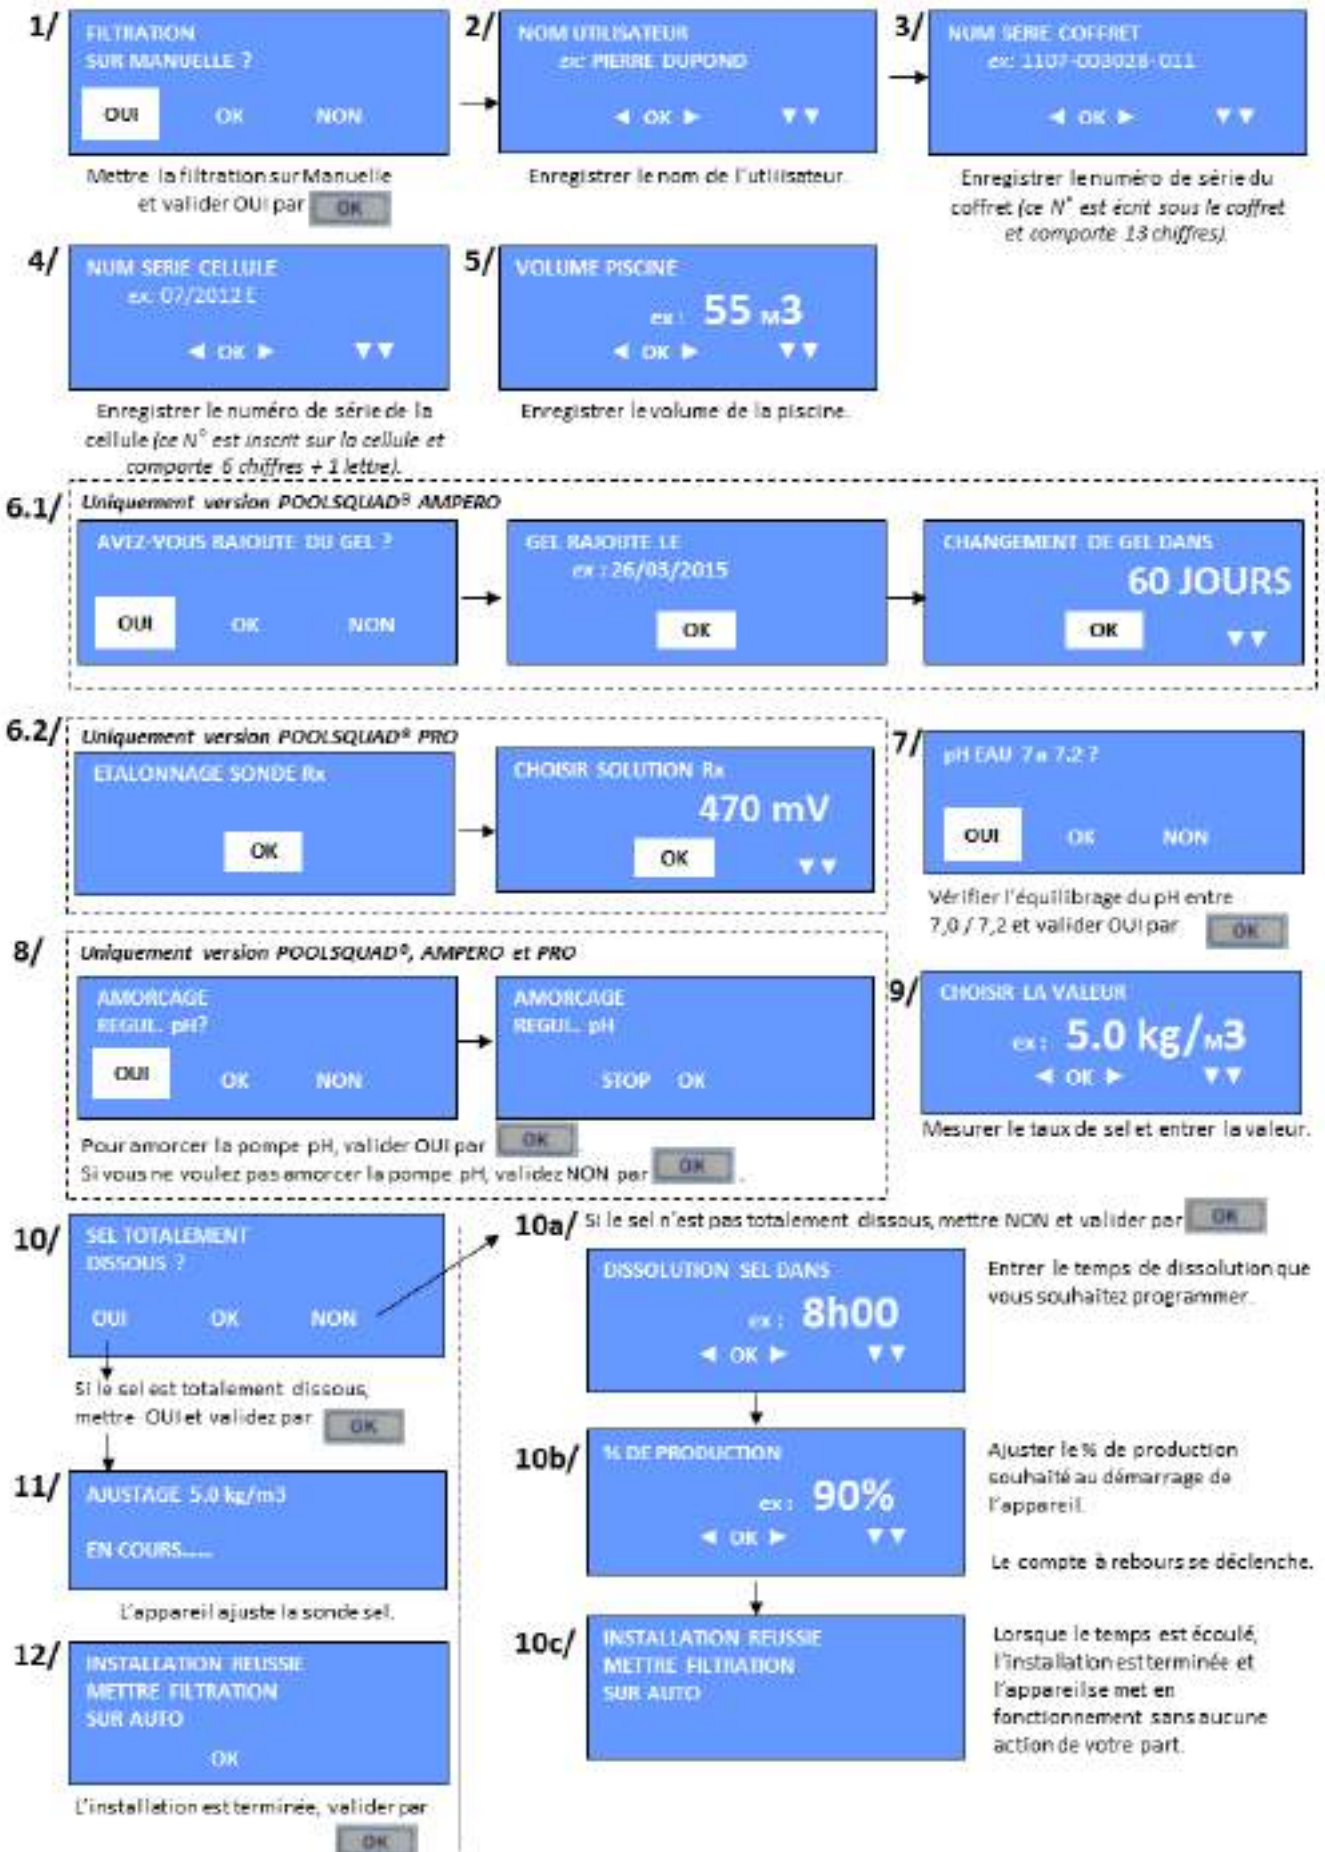 1/
FILTRATION
SUR MANUELLE ?
OUI OK NON
Mettre la filtration sur Manuelle
et valider OUI par OK
2/
NOM UTILISATEUR
ex: PIERRE DUPOND
◄ OK ► ▼▼
Enregistrer le nom de l'utilisateur.
3/
NUM SERIE COFFRET
ex: 1107-003028-011
◄ OK ► ▼▼
Enregistrer le numéro de série du
coffret (ce N° est écrit sous le coffret
et comporte 13 chiffres).
4/
NUM SERIE CELLULE
ex: 07/2012 E
◄ OK ► ▼▼
Enregistrer le numéro de série de la
cellule (ce N° est inscrit sur la cellule et
comporte 6 chiffres + 1 lettre).
5/
VOLUME PISCINE
ex : 55 M3
◄ OK ► ▼▼
Enregistrer le volume de la piscine.
6.1/
Uniquement version POOLSQUAD® AMPERO
AVEZ-VOUS RAJOUTE DU GEL ?
OUI OK NON
GEL RAJOUTE LE
ex : 26/03/2015
OK
CHANGEMENT DE GEL DANS
60 JOURS
OK ▼▼
6.2/
Uniquement version POOLSQUAD® PRO
ETALONNAGE SONDE Rx
OK
CHOISIR SOLUTION Rx
470 mV
OK ▼▼
7/
pH EAU 7 a 7.2 ?
OUI OK NON
Vérifier l'équilibrage du pH entre
7,0 / 7,2 et valider OUI par OK
8/
Uniquement version POOLSQUAD®, AMPERO et PRO
AMORCAGE
REGUL. pH?
OUI OK NON
AMORCAGE
REGUL. pH
STOP OK
Pour amorcer la pompe pH, valider OUI par OK.
Si vous ne voulez pas amorcer la pompe pH, validez NON par OK .
9/
CHOISIR LA VALEUR
ex : 5.0 kg/M3
◄ OK ► ▼▼
Mesurer le taux de sel et entrer la valeur.
10/
SEL TOTALEMENT
DISSOUS ?
OUI OK NON
Si le sel est totalement dissous,
mettre OUI et validez par OK
11/
AJUSTAGE 5.0 kg/m3
EN COURS.....
L'appareil ajuste la sonde sel.
12/
INSTALLATION REUSSIE
METTRE FILTRATION
SUR AUTO
OK
L'installation est terminée, valider par
OK
10a/ Si le sel n'est pas totalement dissous, mettre NON et valider par OK
DISSOLUTION SEL DANS
ex : 8h00
◄ OK ► ▼▼
Entrer le temps de dissolution que
vous souhaitez programmer.
10b/
% DE PRODUCTION
ex : 90%
◄ OK ► ▼▼
Ajuster le % de production
souhaité au démarrage de
l'appareil.
Le compte à rebours se déclenche.
10c/
INSTALLATION REUSSIE
METTRE FILTRATION
SUR AUTO
Lorsque le temps est écoulé,
l'installation est terminée et
l'appareil se met en
fonctionnement sans aucune
action de votre part.